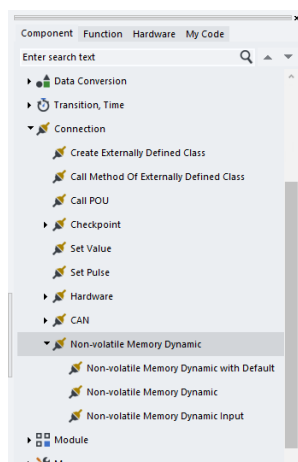 Component Function Hardware My Code
Enter search text
Data Conversion
Transition, Time
Connection
Create Externally Defined Class
Call Method Of Externally Defined Class
Call POU
Checkpoint
Set Value
Set Pulse
Hardware
CAN
Non-volatile Memory Dynamic
Non-volatile Memory Dynamic with Default
Non-volatile Memory Dynamic
Non-volatile Memory Dynamic Input
Module